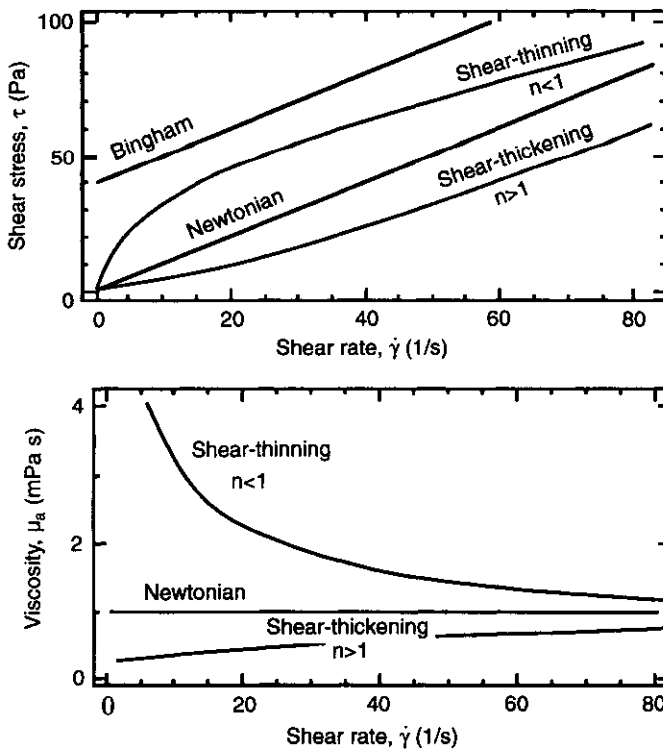 100
50
0
Shear stress, τ (Pa)
Bingham
Shear-thinning
n<1
Newtonian
Shear-thickening
n>1
0 20 40 60 80
Shear rate, γ̇ (1/s)
4
2
0
Viscosity, μa (mPa s)
Shear-thinning
n<1
Newtonian
Shear-thickening
n>1
0 20 40 60 80
Shear rate, γ̇ (1/s)